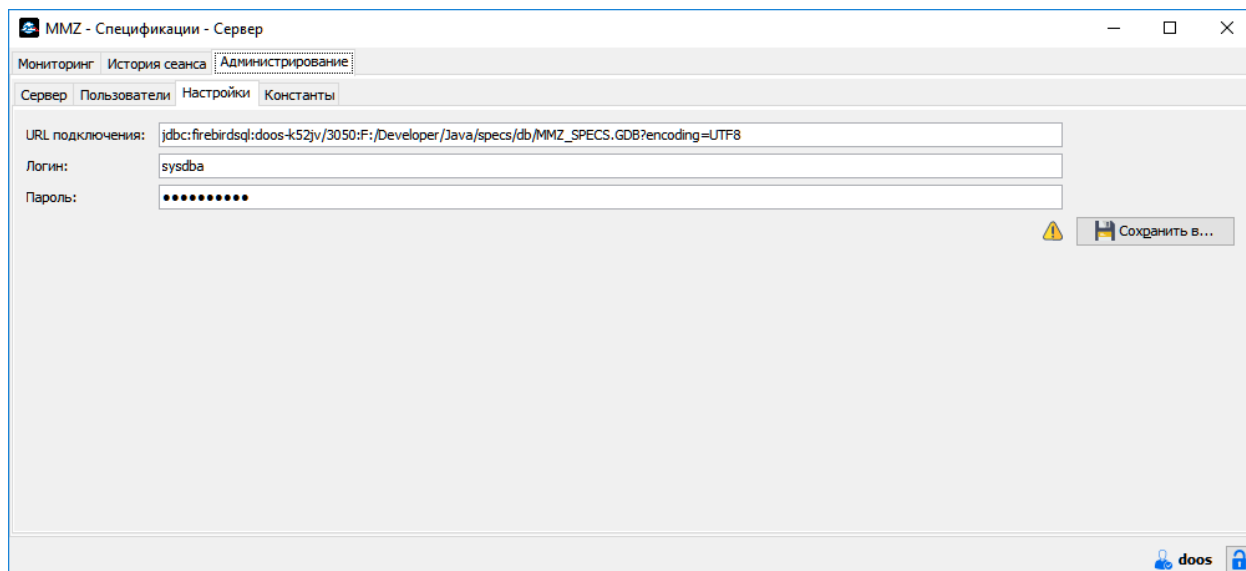 MMZ - Спецификации - Сервер
Мониторинг История сеанса Администрирование
Сервер Пользователи Настройки Константы
URL подключения: jdbc:firebirdsql:doos-k52jv/3050:F:/Developer/Java/specs/db/MMZ_SPECS.GDB?encoding=UTF8
Логин: sysdba
Пароль: ••••••••••
Сохранить в...
doos